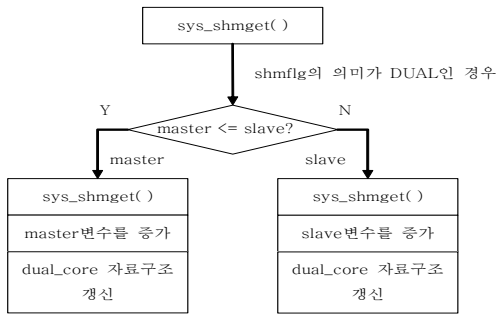 sys_shmget( )
shmflg의 의미가 DUAL인 경우
Y
N
master <= slave?
master
slave
sys_shmget( )
master변수를 증가
dual_core 자료구조
갱신
sys_shmget( )
slave변수를 증가
dual_core 자료구조
갱신